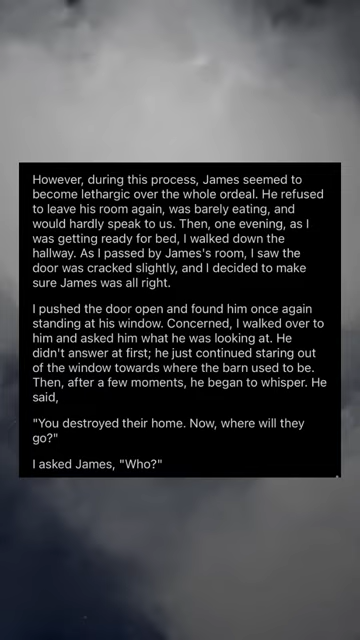 However, during this process, James seemed to
become lethargic over the whole ordeal. He refused
to leave his room again, was barely eating, and
would hardly speak to us. Then, one evening, as I
was getting ready for bed, I walked down the
hallway. As I passed by James's room, I saw the
door was cracked slightly, and I decided to make
sure James was all right.
I pushed the door open and found him once again
standing at his window. Concerned, I walked over to
him and asked him what he was looking at. He
didn't answer at first; he just continued staring out
of the window towards where the barn used to be.
Then, after a few moments, he began to whisper. He
said,
"You destroyed their home. Now, where will they
go?"
I asked James, "Who?"